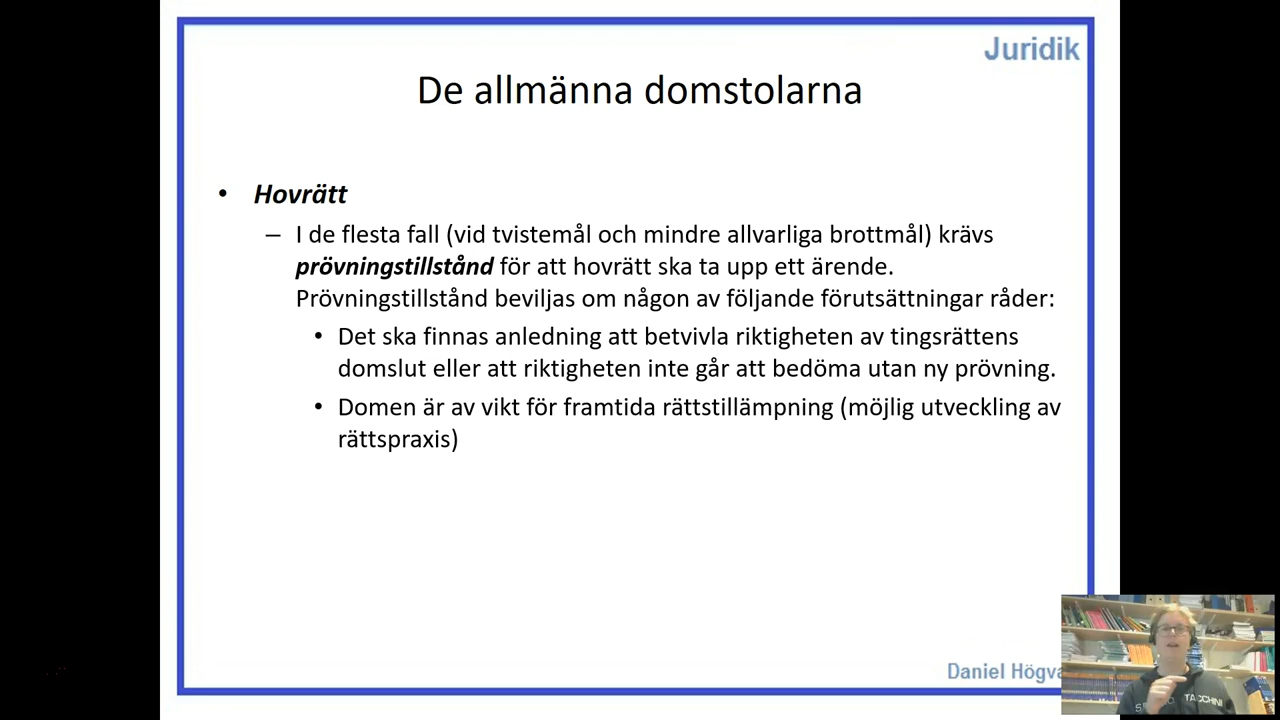 Juridik
De allmänna domstolarna
• Hovrätt
– I de flesta fall (vid tvistemål och mindre allvarliga brottmål) krävs
prövningstillstånd för att hovrätt ska ta upp ett ärende.
Prövningstillstånd beviljas om någon av följande förutsättningar råder:
• Det ska finnas anledning att betvivla riktigheten av tingsrättens
domslut eller att riktigheten inte går att bedöma utan ny prövning.
• Domen är av vikt för framtida rättstillämpning (möjlig utveckling av
rättspraxis)
Daniel
TACCHINI